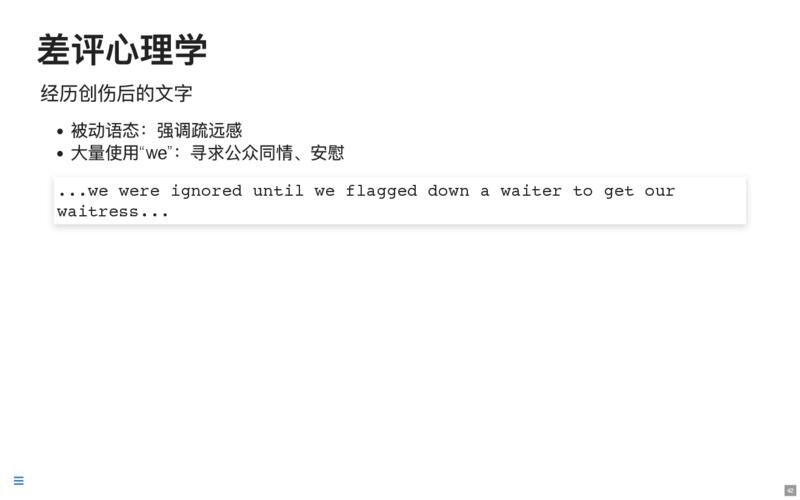 差评心理学
经历创伤后的文字
• 被动语态：强调疏远感
• 大量使用“we”：寻求公众同情、安慰
...we were ignored until we flagged down a waiter to get our
waitress...
42